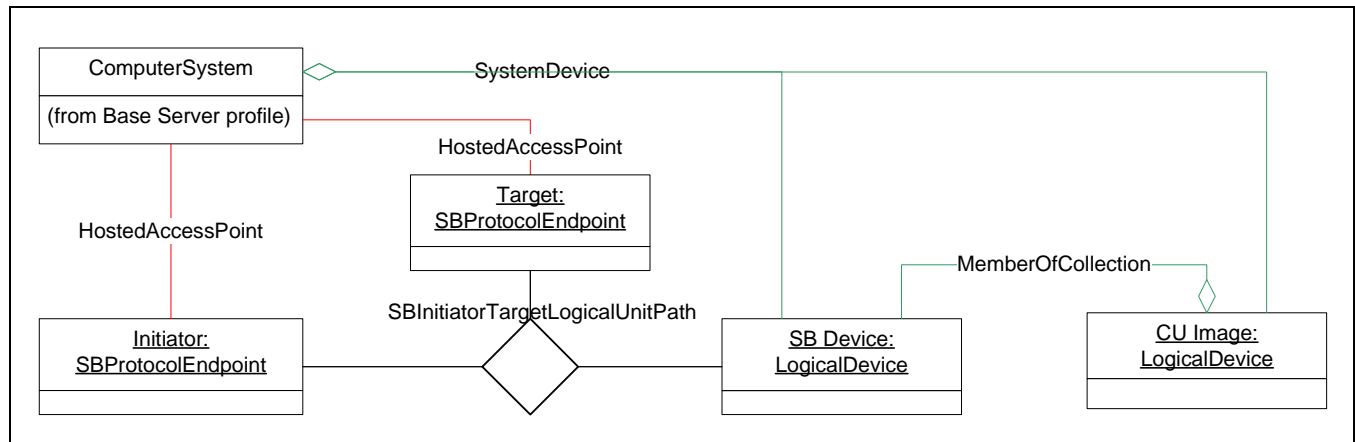 ComputerSystem
(from Base Server profile)
SystemDevice
HostedAccessPoint
Target:
SBProtocolEndpoint
HostedAccessPoint
MemberOfCollection
SBInitiatorTargetLogicalUnitPath
Initiator:
SBProtocolEndpoint
SB Device:
LogicalDevice
CU Image:
LogicalDevice